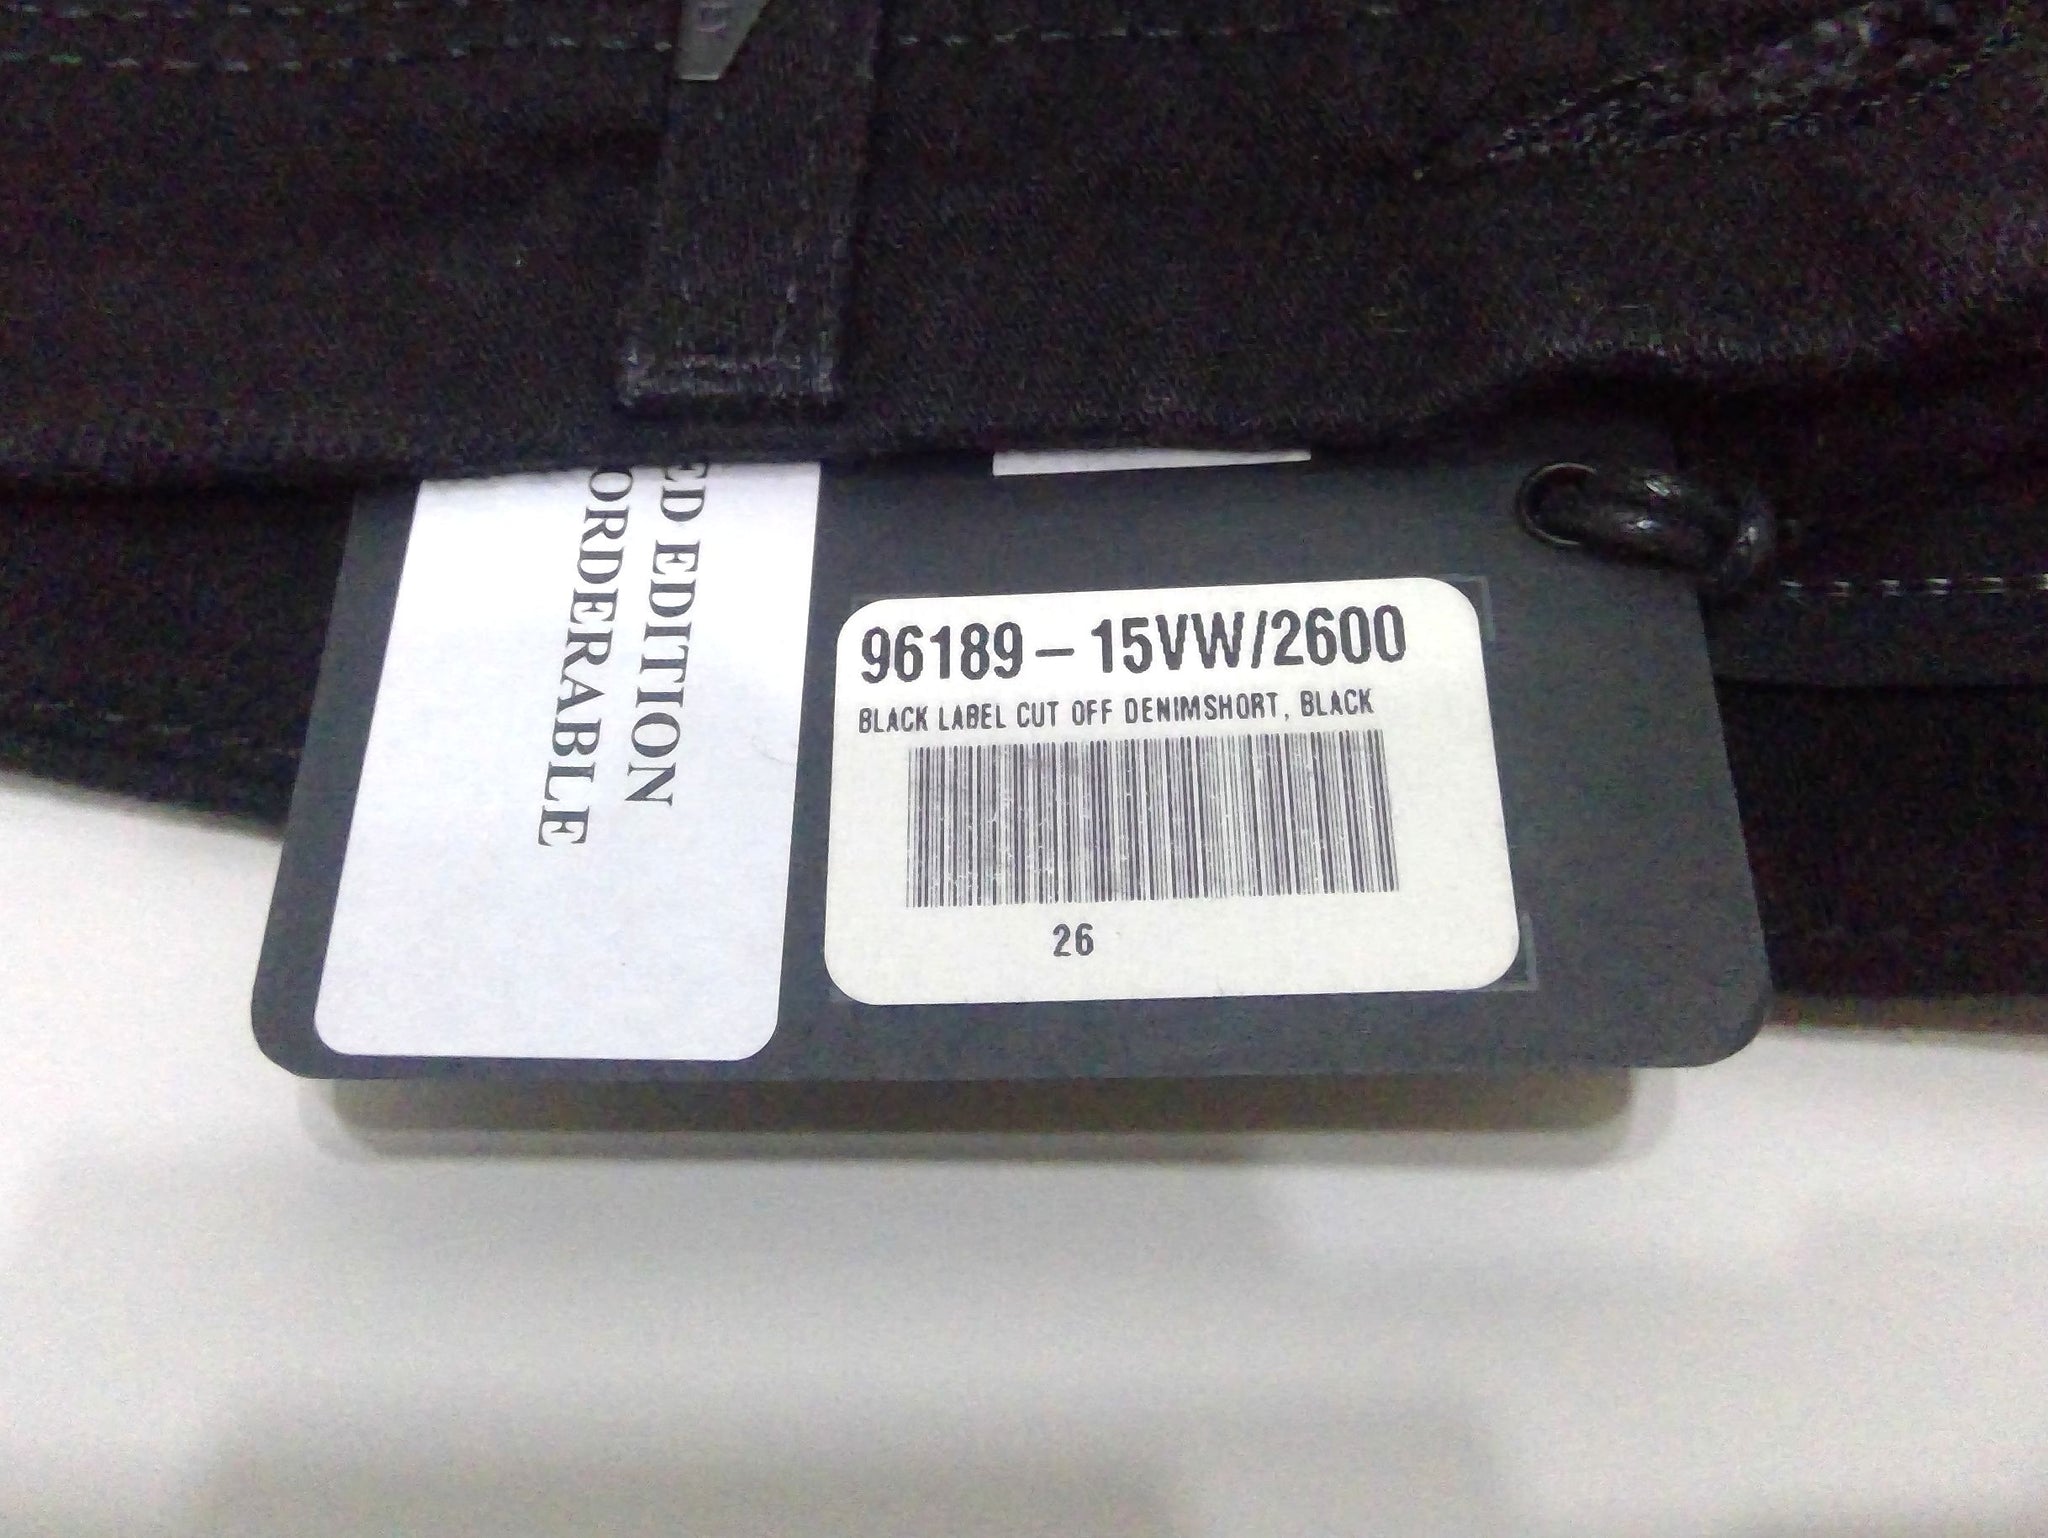 ED EDITION
ORDERABLE
96189-15VW/2600
BLACK LABEL CUT OFF DENIMSHORT, BLACK
26